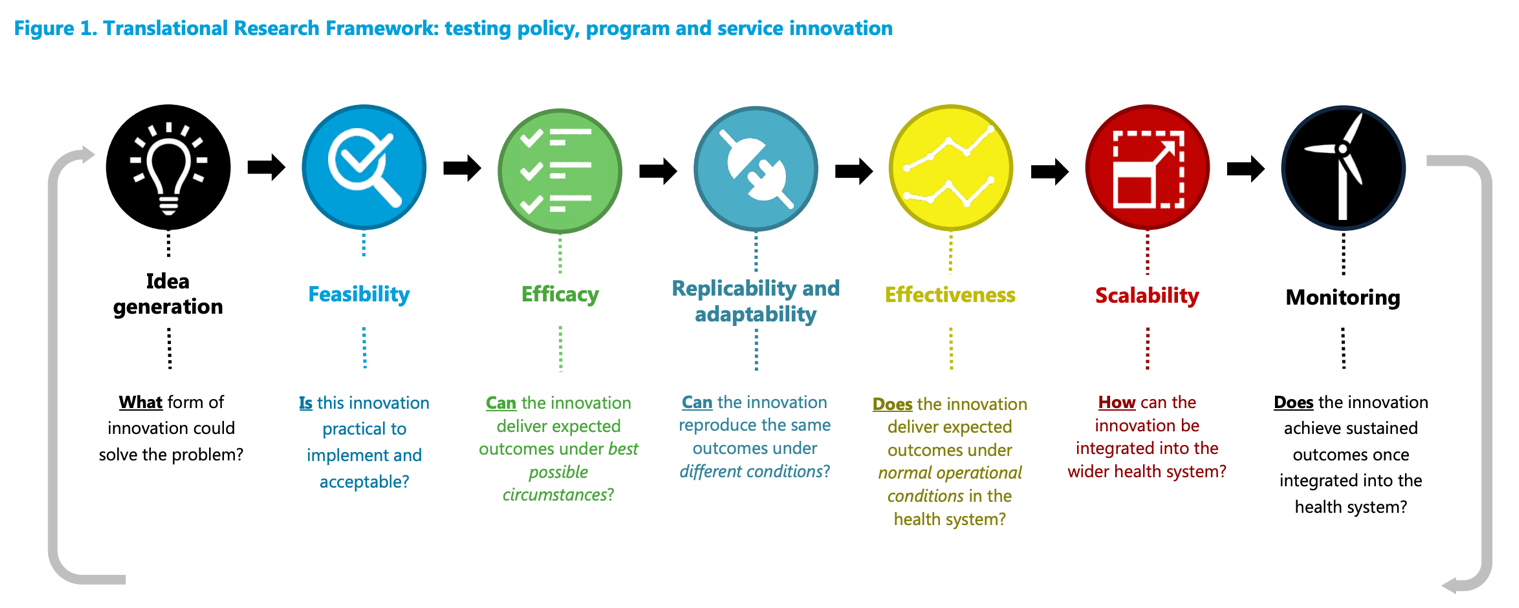 Figure 1. Translational Research Framework: testing policy, program and service innovation
Idea
generation
Feasibility
Efficacy
Replicability and
adaptability
Effectiveness
Scalability
Monitoring
What form of
innovation could
solve the problem?
Is this innovation
practical to
implement and
acceptable?
Can the innovation
deliver expected
outcomes under best
possible
circumstances?
Can the innovation
reproduce the same
outcomes under
different conditions?
Does the innovation
deliver expected
outcomes under
normal operational
conditions in the
health system?
How can the
innovation be
integrated into the
wider health system?
Does the innovation
achieve sustained
outcomes once
integrated into the
health system?